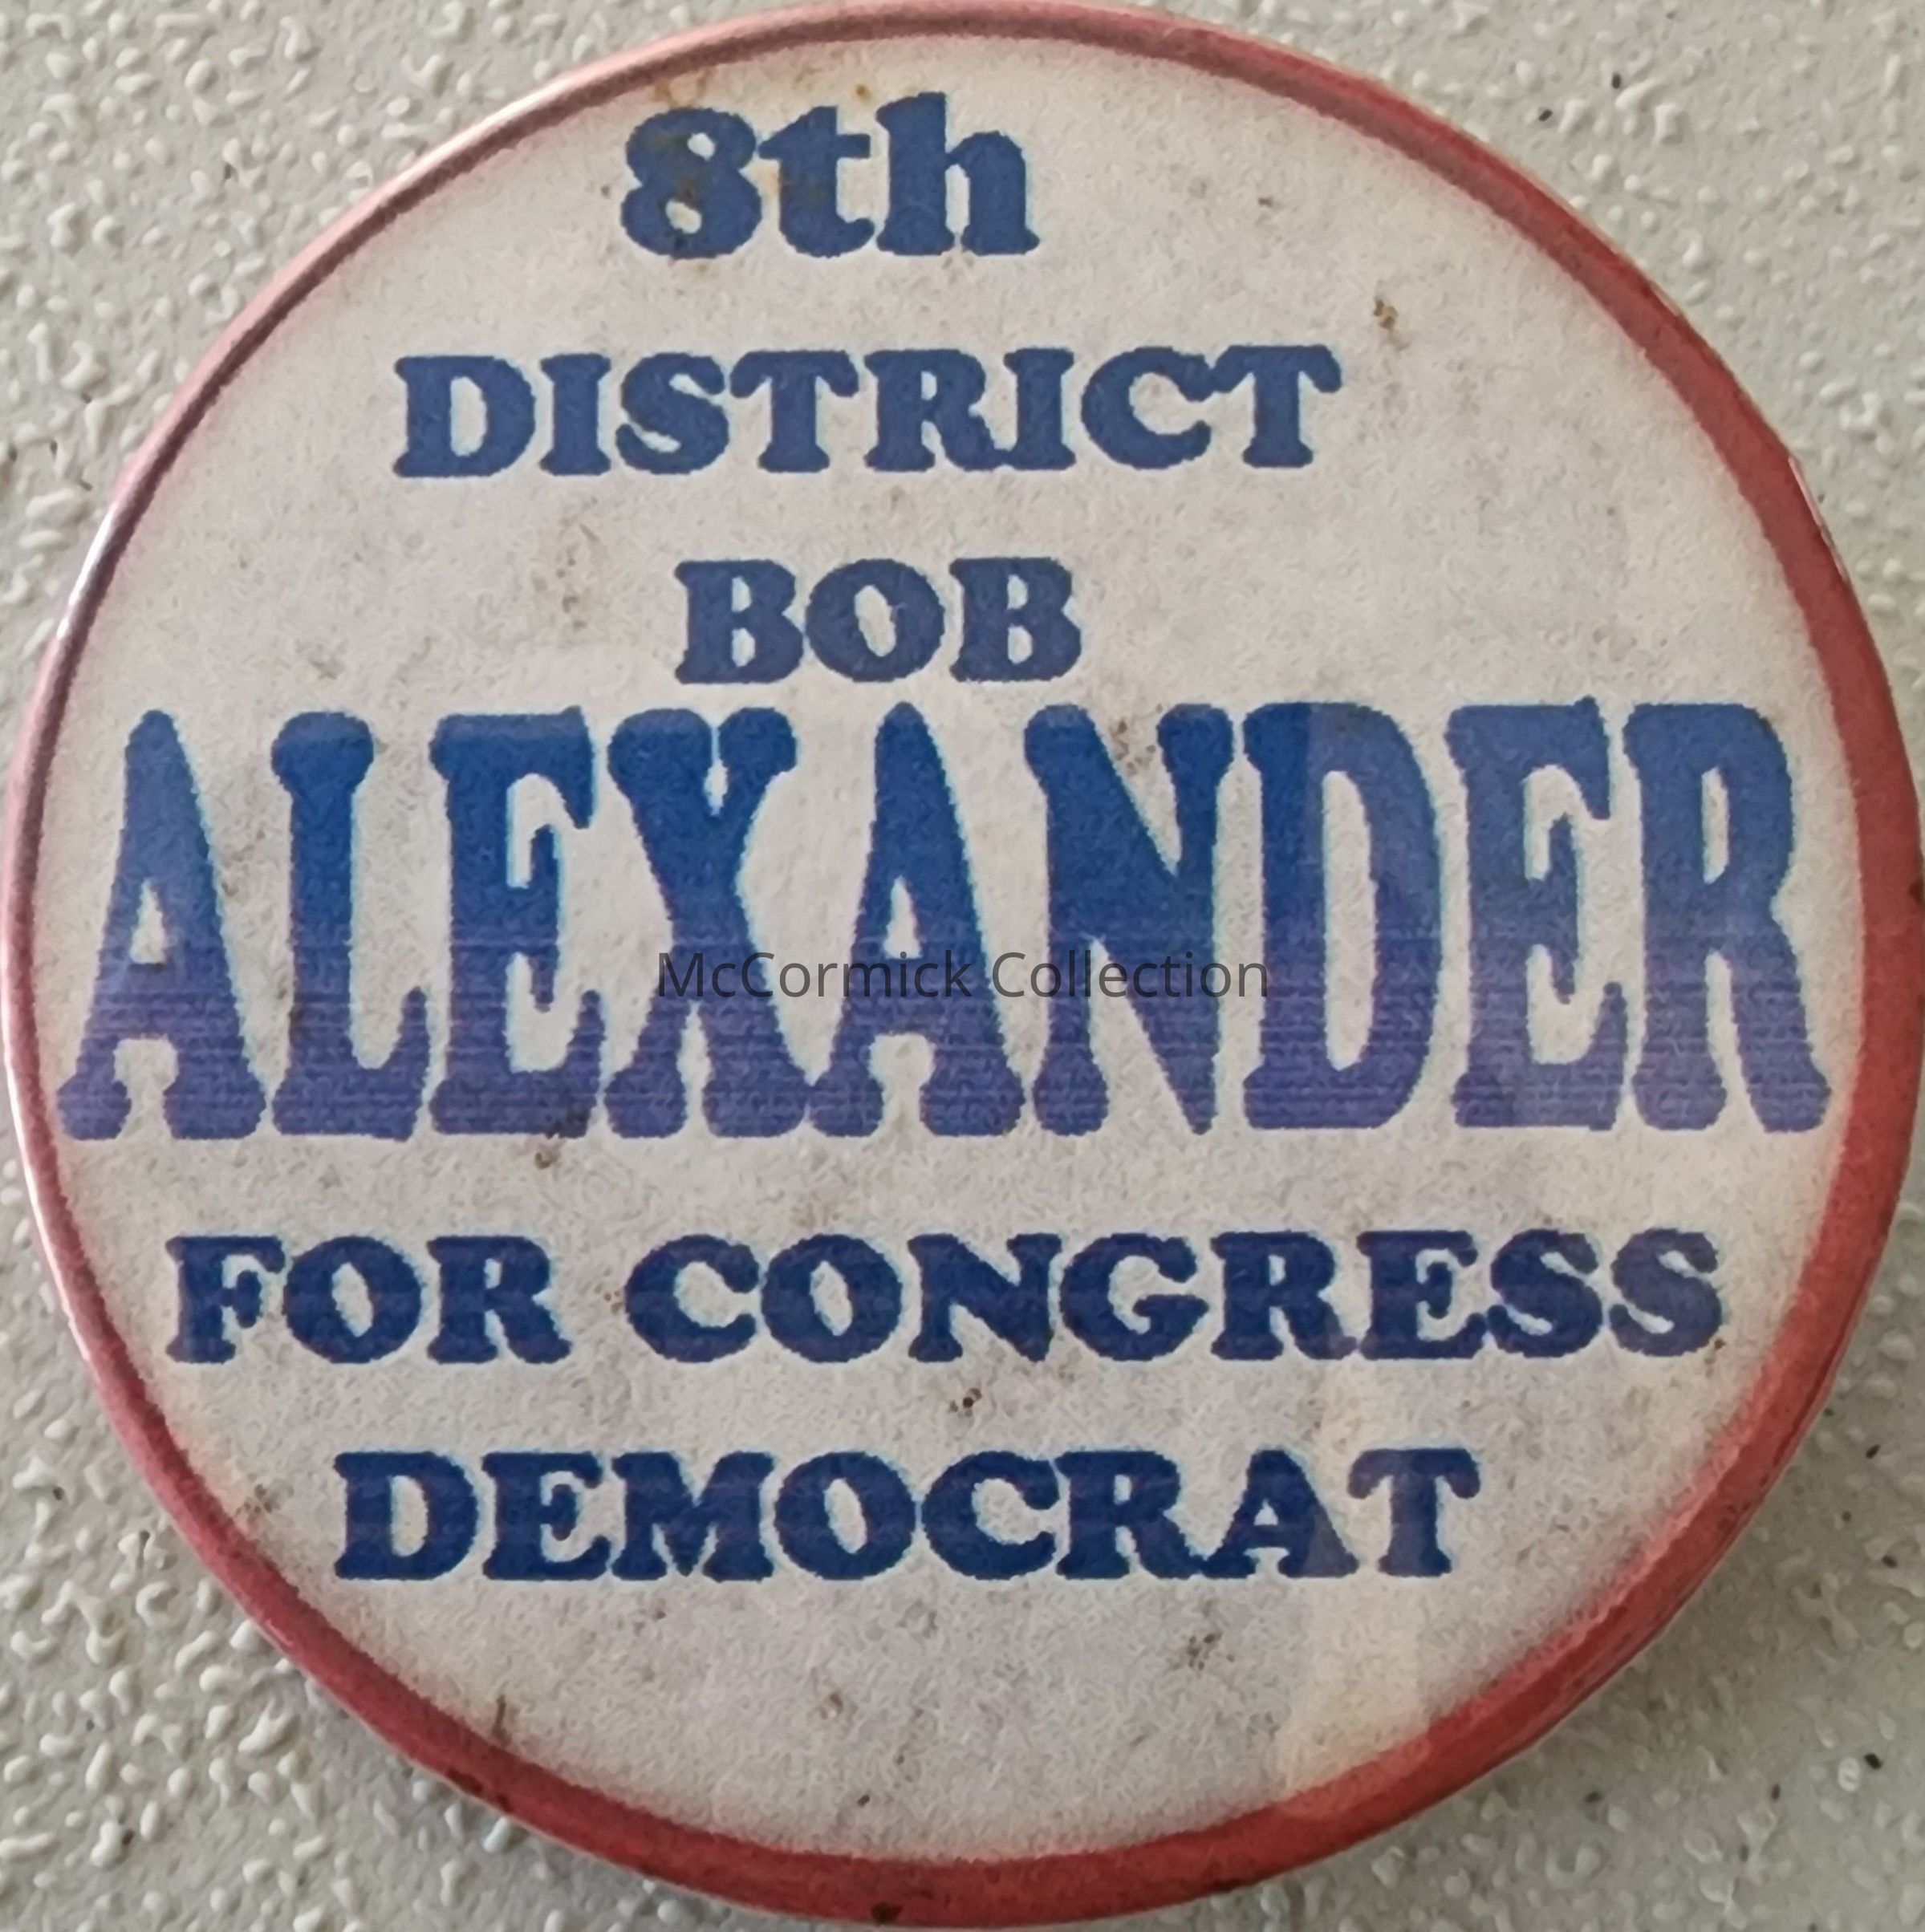 8th
DISTRICT
BOB
ALEXANDER
McCormick Collection
FOR CONGRESS
DEMOCRAT